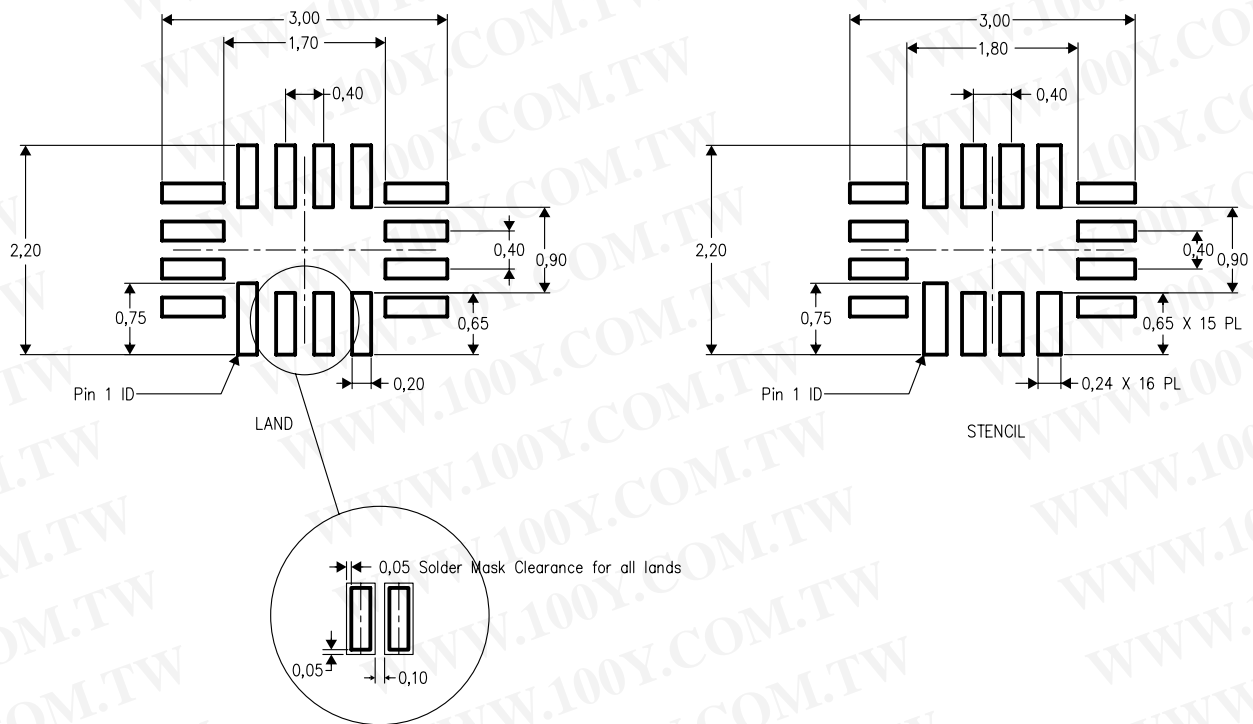 3,00
1,70
0,40
2,20
0,40
0,90
0,75
0,65
0,20
Pin 1 ID
LAND
0,05 Solder Mask Clearance for all lands
0,05
0,10
3,00
1,80
0,40
2,20
0,40
0,90
0,75
0,65 X 15 PL
0,24 X 16 PL
Pin 1 ID
STENCIL
WWW.100Y.COM.TW